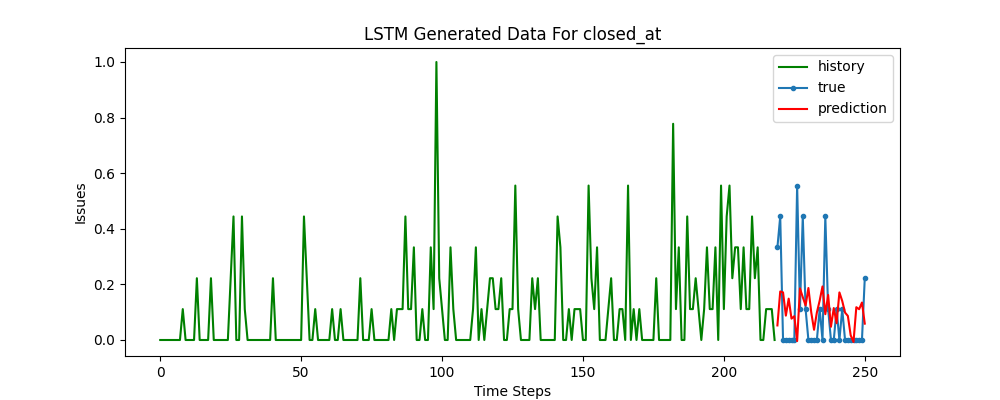 LSTM Generated Data For closed_at
history
true
prediction
Issues
1.0
0.8
0.6
0.4
0.2
0.0
0 50 100 150 200 250
Time Steps